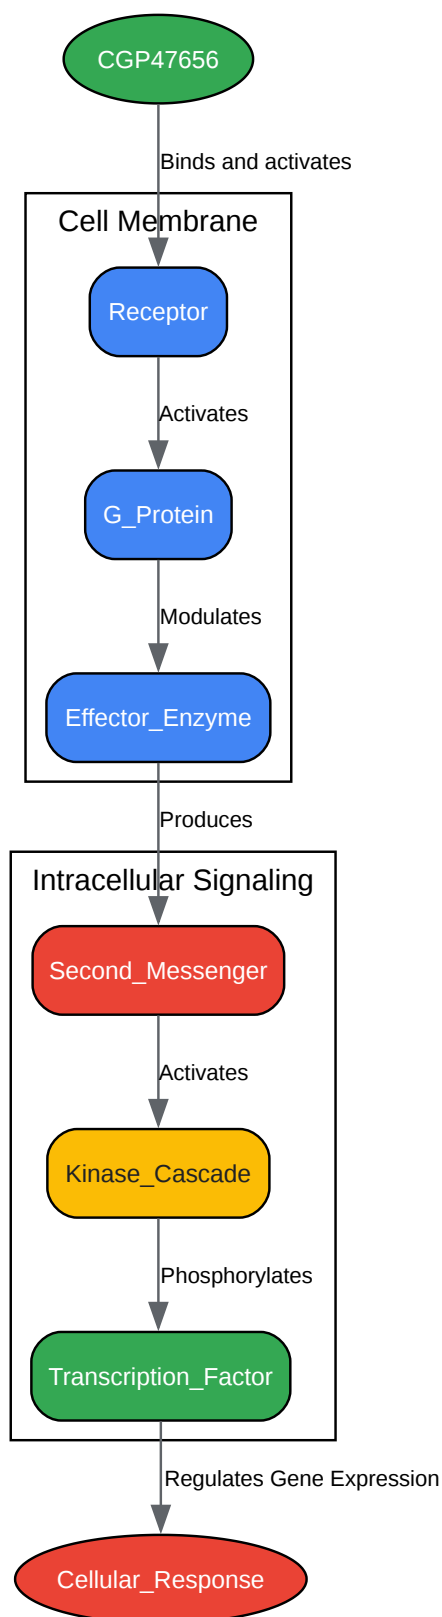 CGP47656
Binds and activates
Cell Membrane
Receptor
Activates
G_Protein
Modulates
Effector_Enzyme
Produces
Intracellular Signaling
Second_Messenger
Activates
Kinase_Cascade
Phosphorylates
Transcription_Factor
Regulates Gene Expression
Cellular_Response